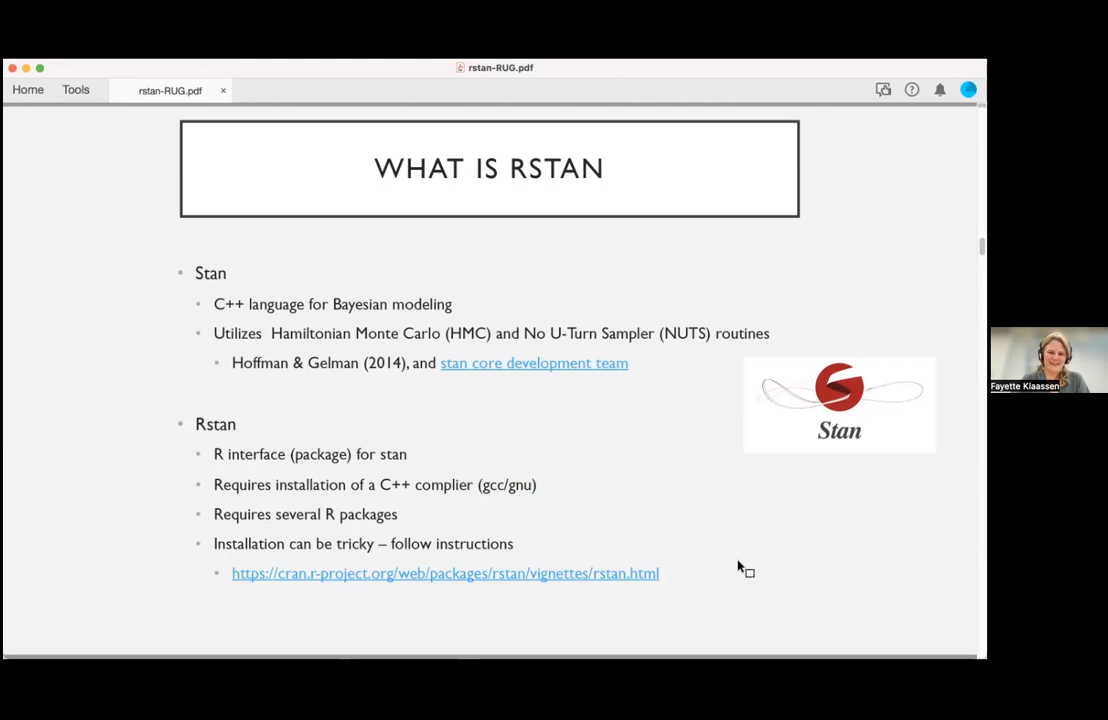 rstan-RUG.pdf
Home
Tools
rstan-RUG.pdf
×
?
WHAT IS RSTAN
Stan
C++ language for Bayesian modeling
Utilizes Hamiltonian Monte Carlo (HMC) and No U-Turn Sampler (NUTS) routines
Hoffman & Gelman (2014), and stan core development team
Stan
Rstan
R interface (package) for stan
Requires installation of a C++ complier (gcc/gnu)
Requires several R packages
Installation can be tricky – follow instructions
https://cran.r-project.org/web/packages/rstan/vignettes/rstan.html
Fayette Klaassen